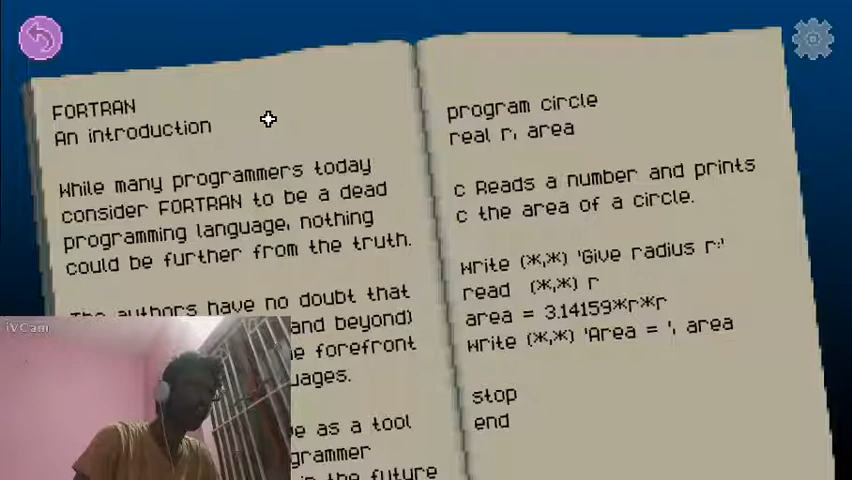 FORTRAN
An introduction
While many programmers today
consider FORTRAN to be a dead
programming language, nothing
could be further from the truth.
The authors have no doubt that
and beyond)
forefront
as a tool
in the future
program circle
real r, area
c Reads a number and prints
c the area of a circle.
write (*,*) 'Give radius r:'
read (*,*) r
area = 3.14159*r*r
write (*,*) 'Area = ', area
stop
end
iVCam